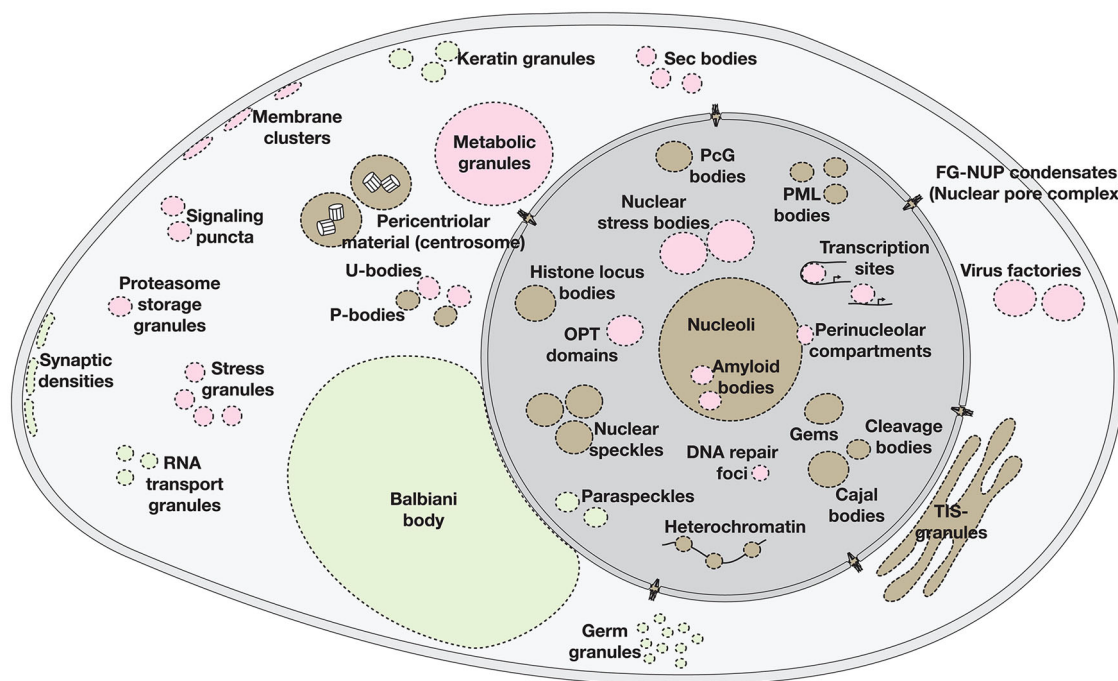 Keratin granules
Sec bodies
Membrane
clusters
Metabolic
granules
PcG
bodies
PML
bodies
FG-NUP condensates
(Nuclear pore complex)
Signaling
puncta
Pericentriolar
material (centrosome)
Nuclear
stress bodies
Transcription
sites
U-bodies
P-bodies
Histone locus
bodies
Virus factories
Proteasome
storage
granules
OPT
domains
Nucleoli
Perinucleolar
compartments
Synaptic
densities
Stress
granules
Amyloid
bodies
Nuclear
speckles
Gems
Cleavage
bodies
DNA repair
foci
RNA
transport
granules
Balbiani
body
Paraspeckles
Cajal
bodies
TIS-
granules
Heterochromatin
Germ
granules